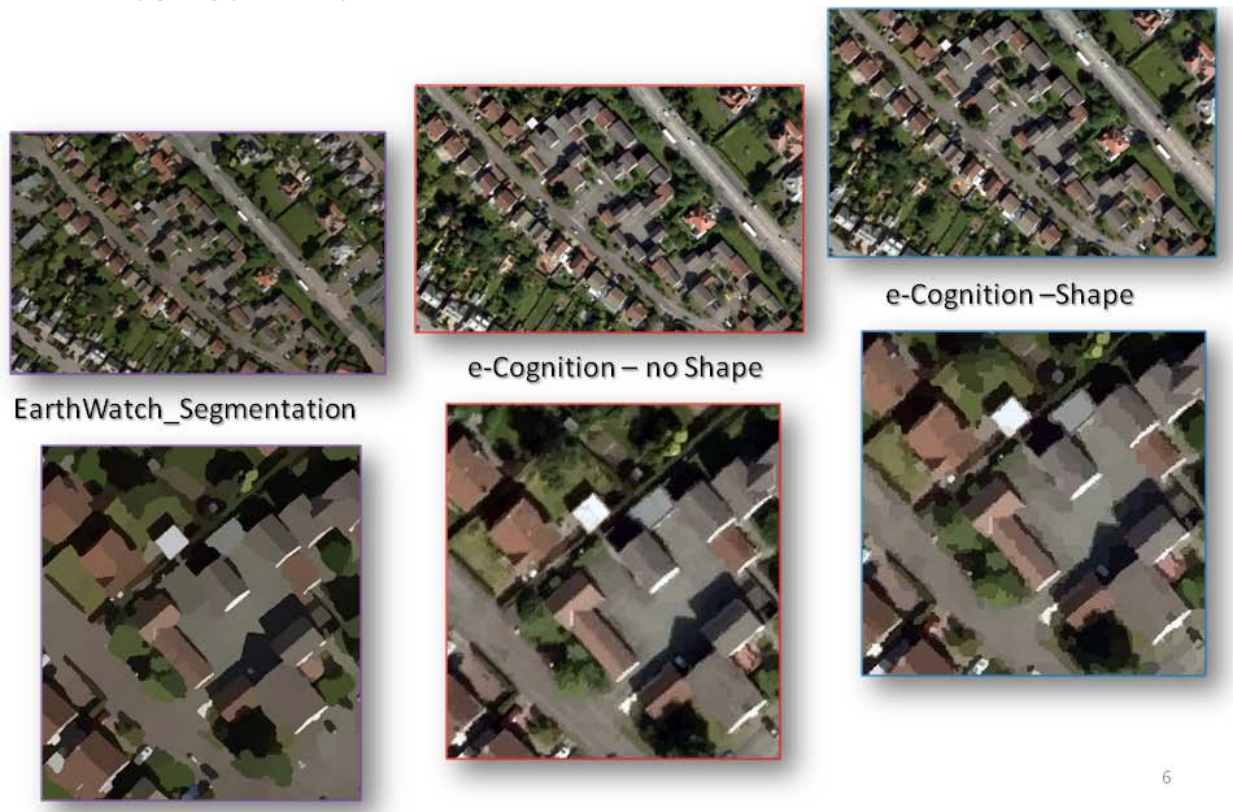 e-Cognition –Shape
e-Cognition – no Shape
EarthWatch_Segmentation
6